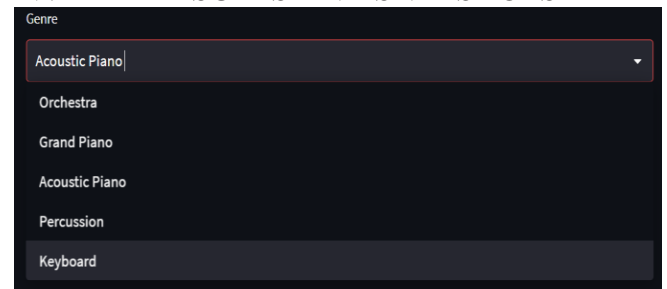 Genre
Acoustic Piano
Orchestra
Grand Piano
Acoustic Piano
Percussion
Keyboard